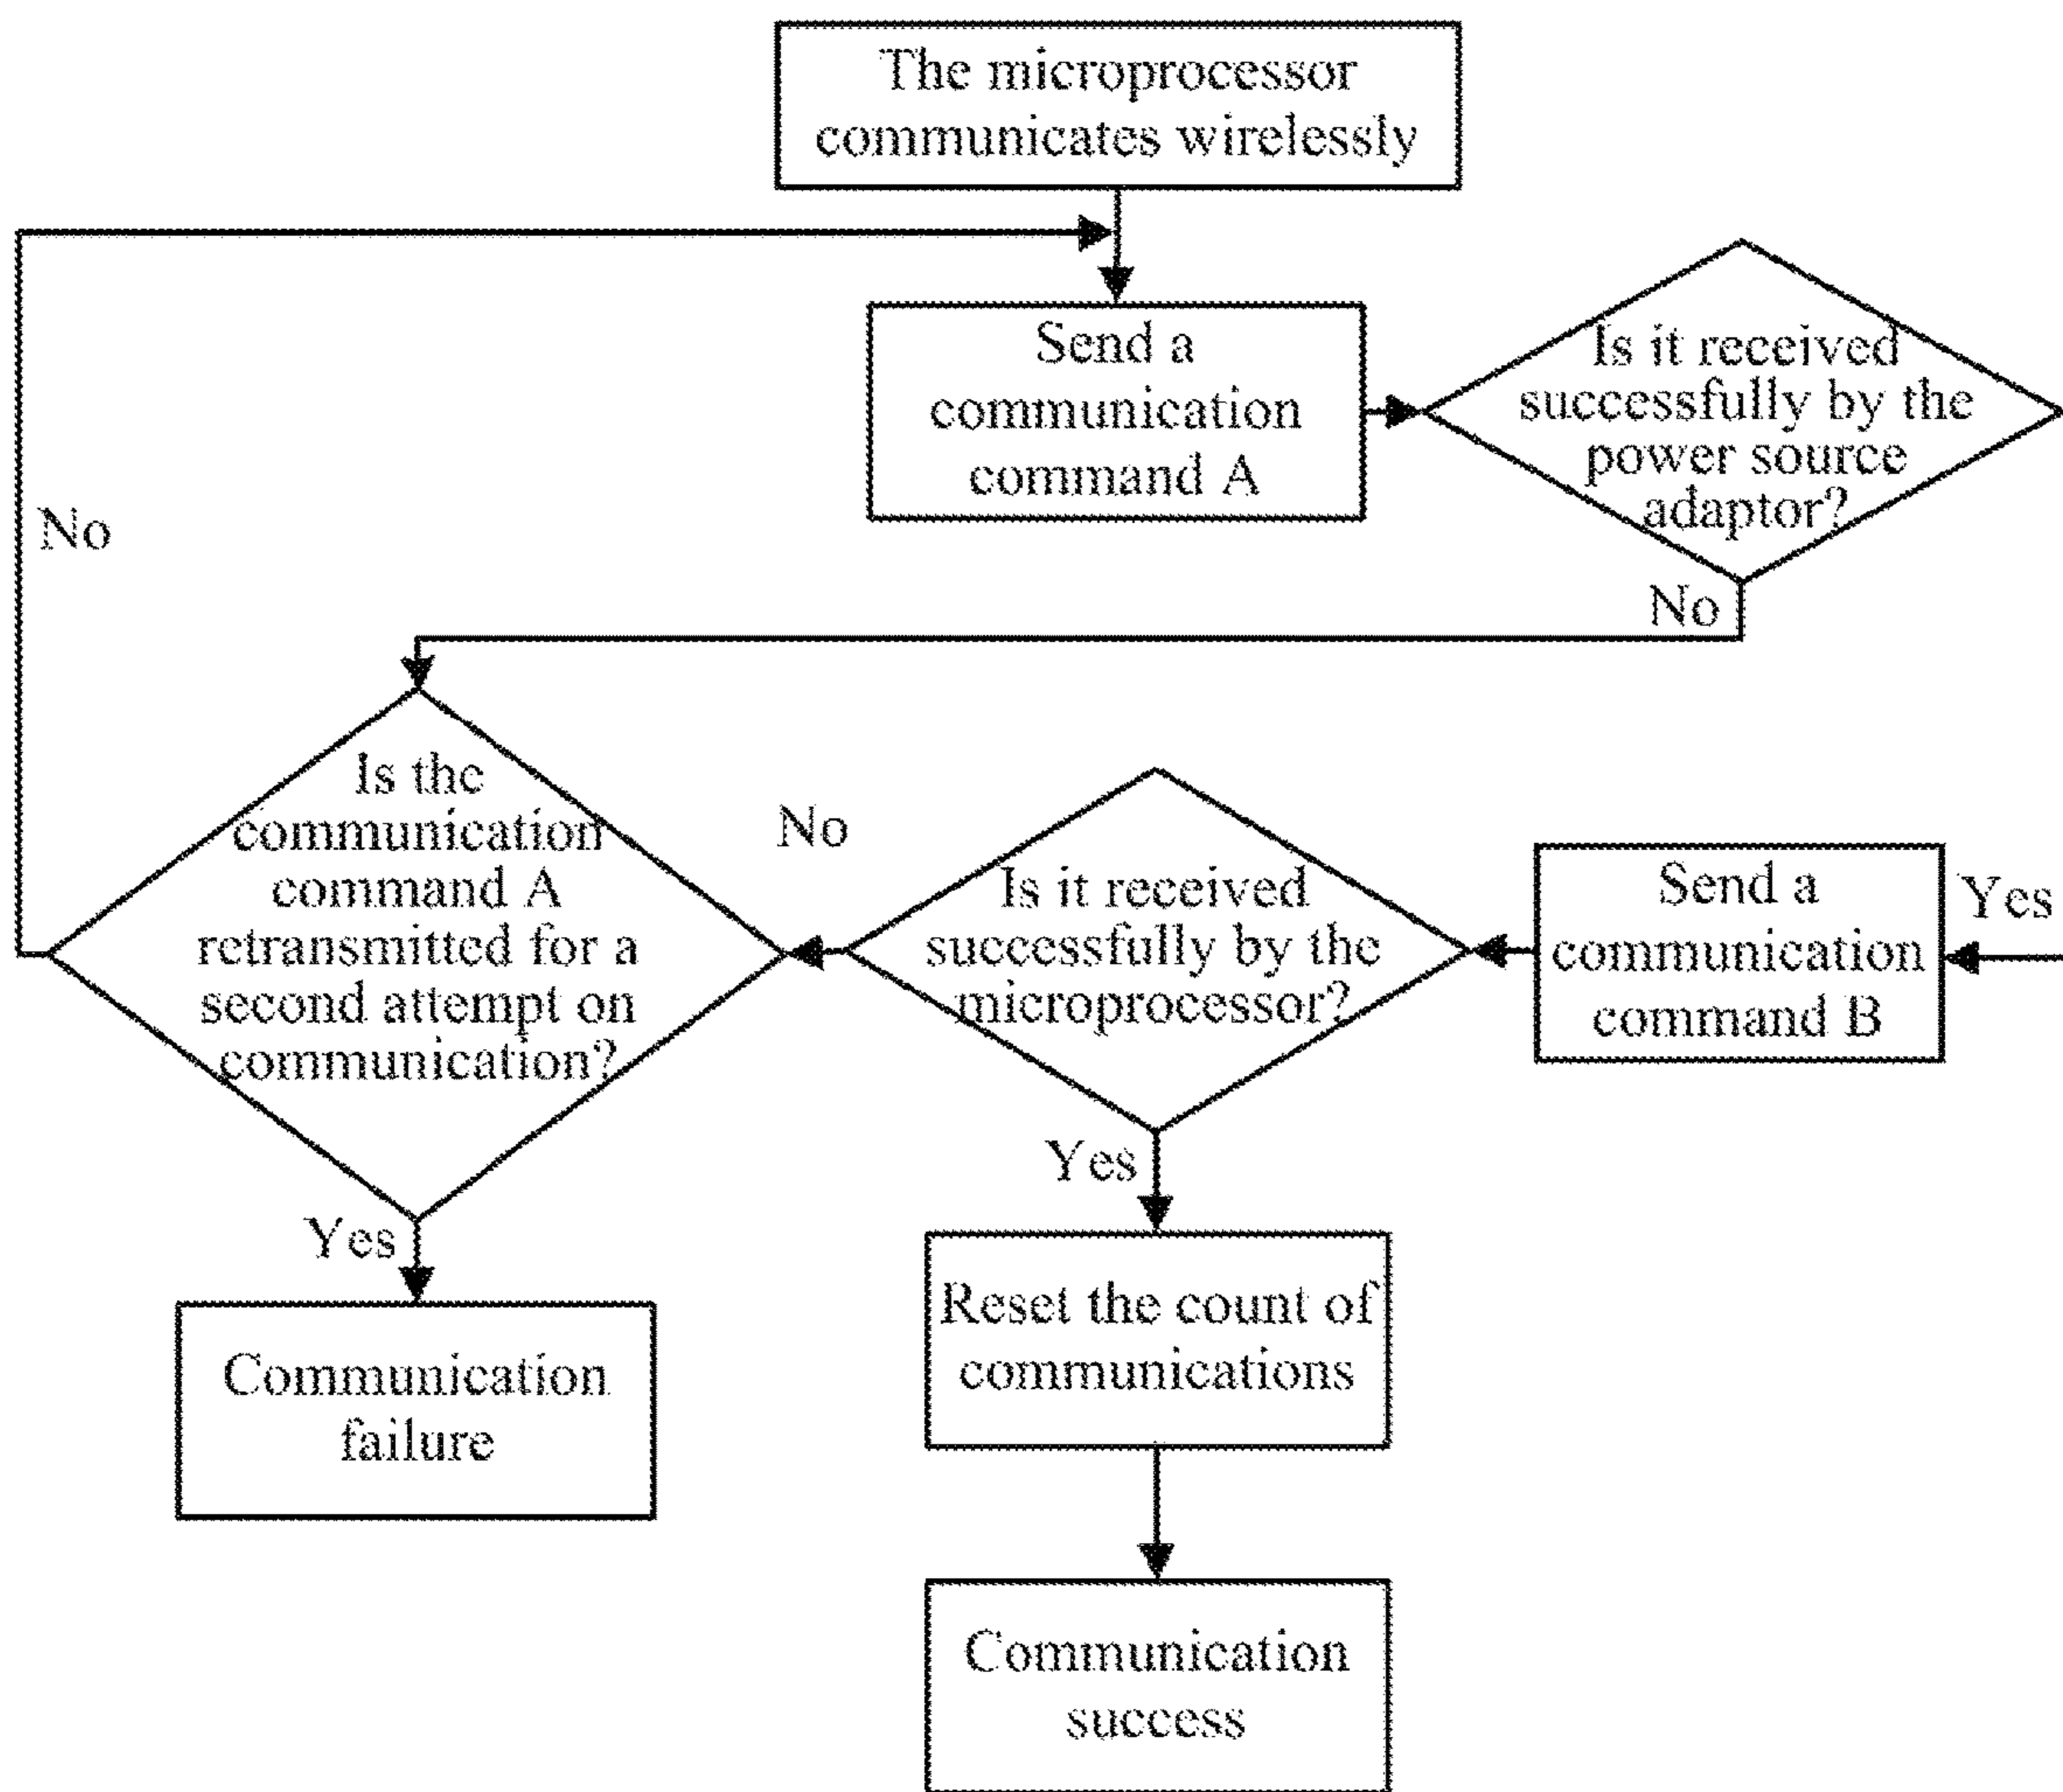 The microprocessor
communicates wirelessly
Send a
communication
command A
Is it received
successfully by the
power source
adaptor?
No
No
Is the
communication
command A
retransmitted for a
second attempt on
communication?
No
Is it received
successfully by the
microprocessor?
Send a
communication
command B
Yes
Yes
Yes
Reset the count of
communications
Communication
failure
Communication
success